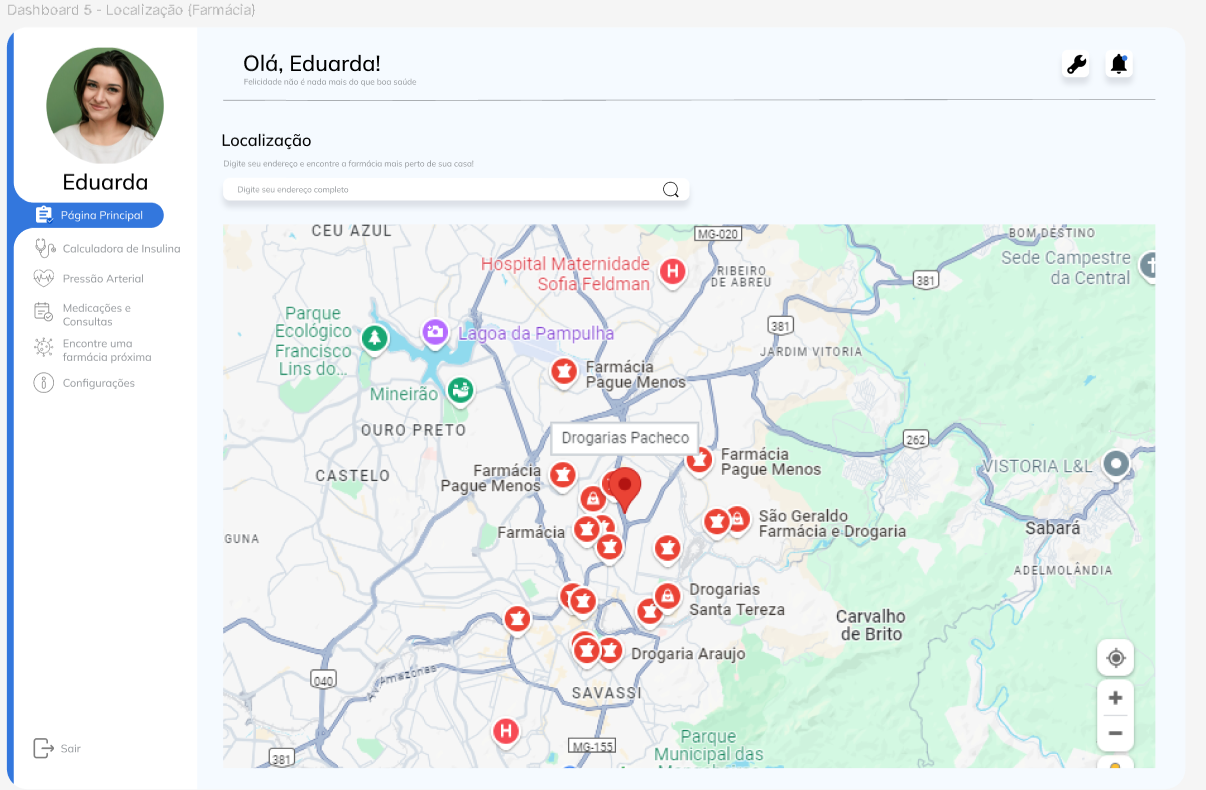 Dashboard 5 - Localização (Farmácia)
Eduarda
Página Principal
Calculadora de Insulina
Pressão Arterial
Medicações e
Consultas
Encontre uma
farmácia próxima
Configurações
Sair
Olá, Eduarda!
Felicidade não é nada mais do que boa saúde
Localização
Digite seu endereço e encontre a farmácia mais perto de sua casa!
Digite seu endereço completo
CEU AZUL
MG-020
BOM DESTINO
Hospital Maternidade
Sofia Feldman
H
RIBEIRO
DE ABREU
Sede Campestre
da Central
381
Parque
Ecológico
Francisco
Lins do...
Lagoa da Pampulha
381
JARDIM VITORIA
Farmácia
Pague Menos
Mineirão
OURO PRETO
Drogarias Pacheco
262
CASTELO
Farmácia
Pague Menos
Farmácia
Pague Menos
VISTORIA L&L
GUNA
Farmácia
São Geraldo
Farmácia e Drogaria
Sabará
ADELMOLÂNDIA
Drogarias
Santa Tereza
Carvalho
de Brito
Drogaria Araujo
040
Amazonas
SAVASSI
H
MG-155
381
Parque
Municipal das